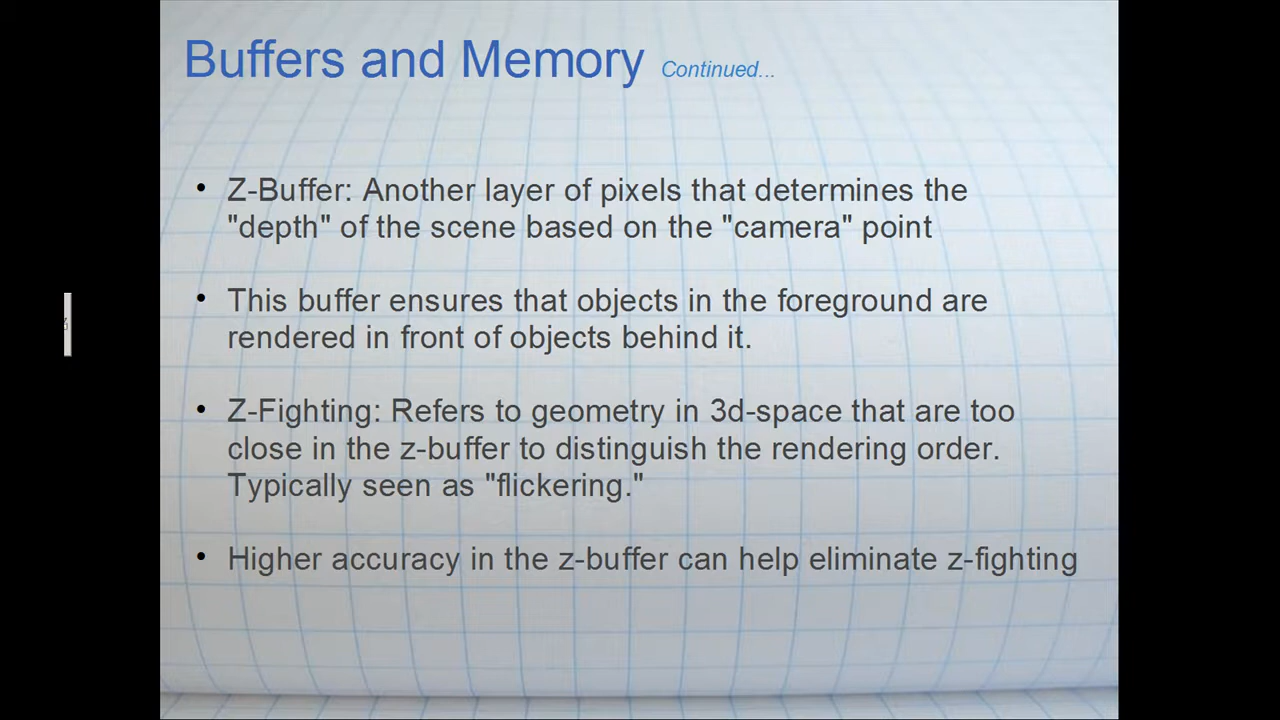 Buffers and Memory Continued...
• Z-Buffer: Another layer of pixels that determines the
"depth" of the scene based on the "camera" point
• This buffer ensures that objects in the foreground are
rendered in front of objects behind it.
• Z-Fighting: Refers to geometry in 3d-space that are too
close in the z-buffer to distinguish the rendering order.
Typically seen as "flickering."
• Higher accuracy in the z-buffer can help eliminate z-fighting